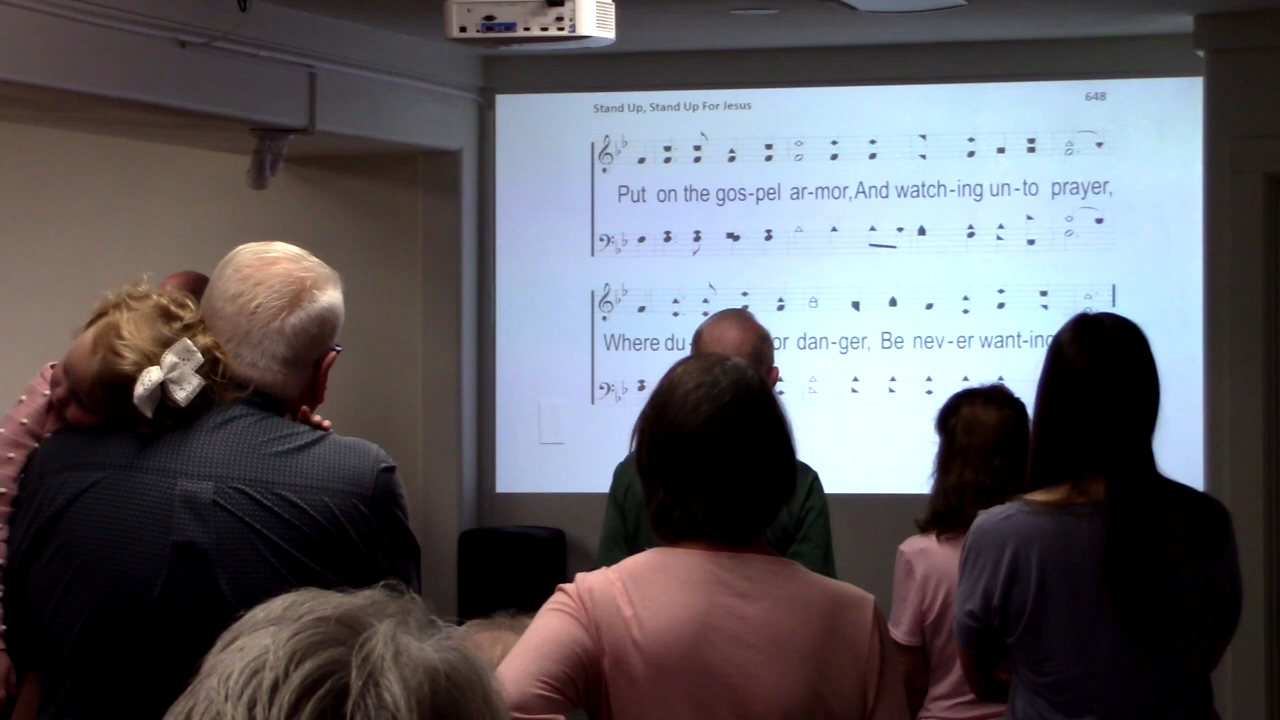 Stand Up, Stand Up For Jesus
648
Put on the gos-pel ar-mor, And watch-ing un-to prayer,
Where du- or dan-ger, Be nev-er want-ing